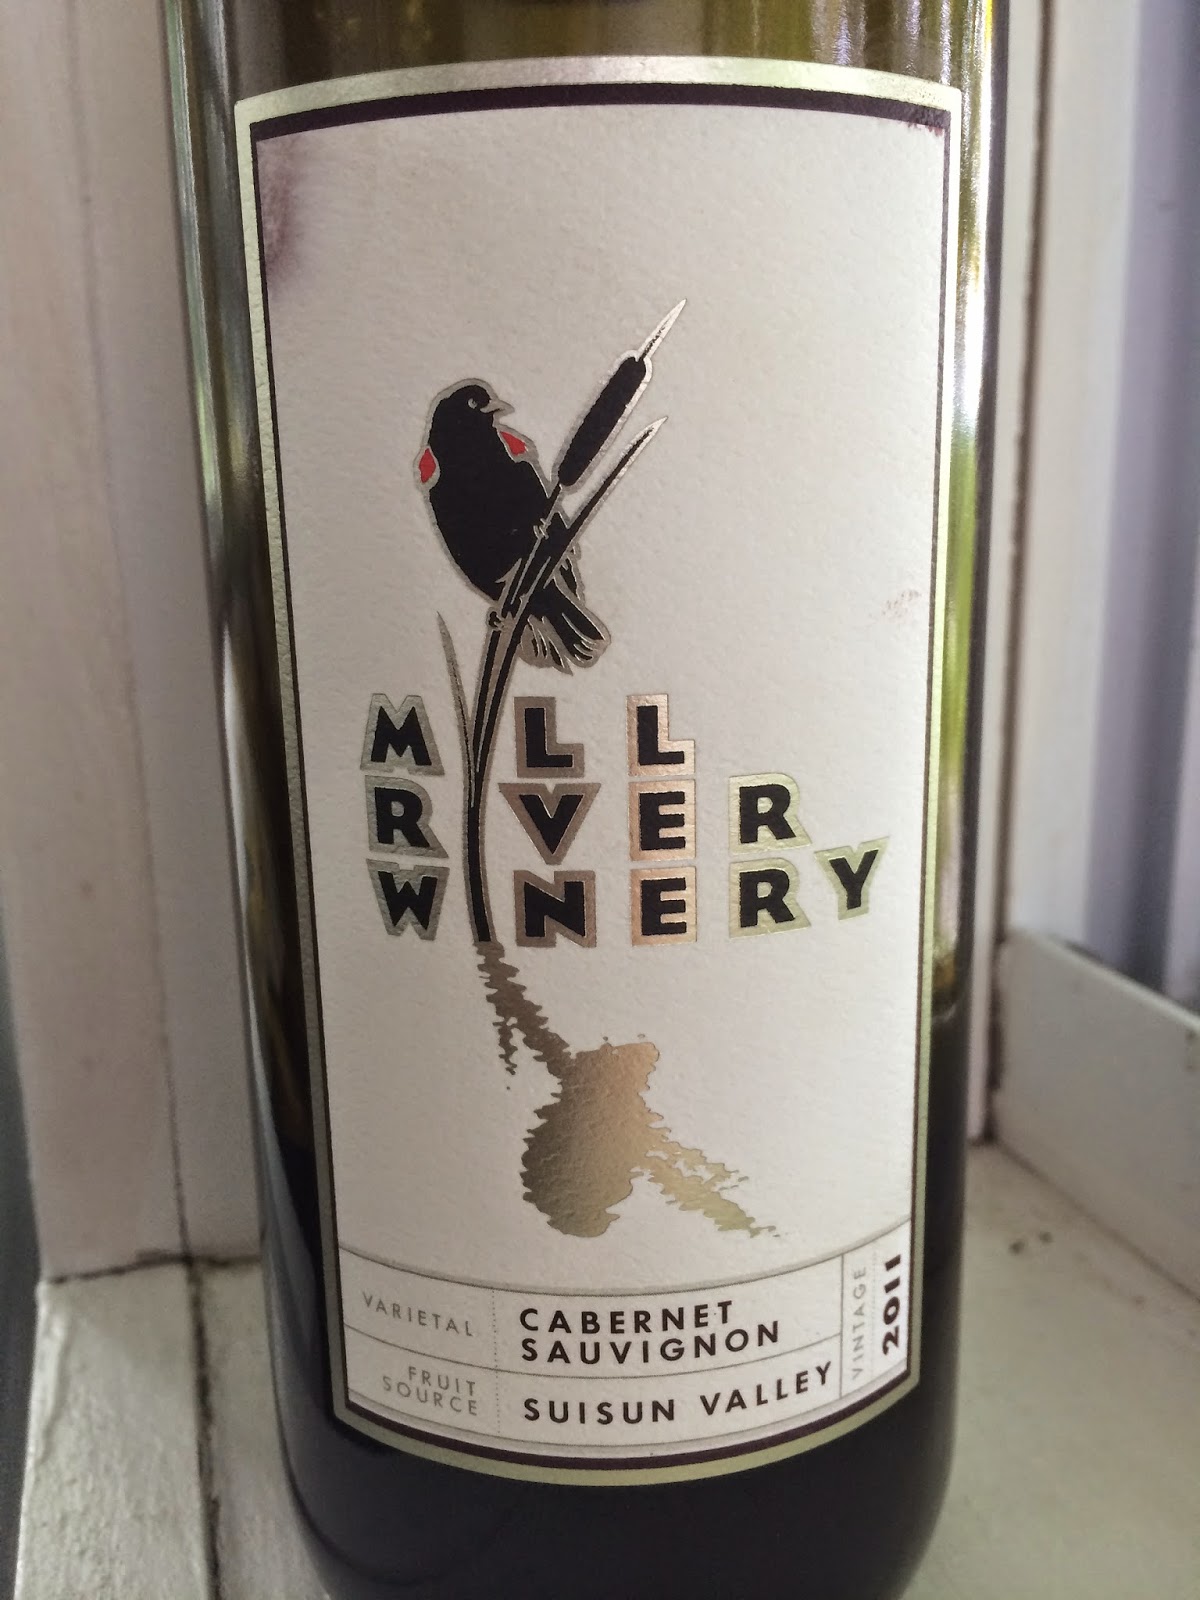 MILL
RIVER
WINERY
VARIETAL CABERNET
SAUVIGNON
FRUIT
SOURCE SUISUN VALLEY
VINTAGE 2011